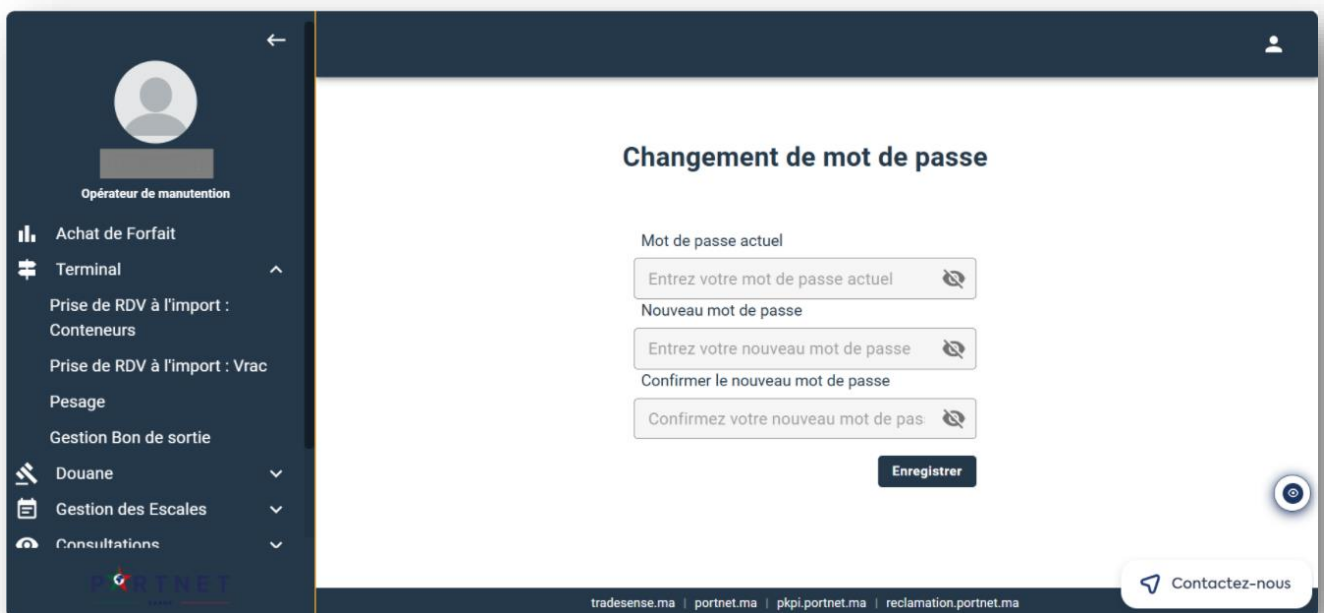 Opérateur de manutention
Achat de Forfait
Terminal
Prise de RDV à l'import :
Conteneurs
Prise de RDV à l'import : Vrac
Pesage
Gestion Bon de sortie
Douane
Gestion des Escales
Consultations
PORTNET
Changement de mot de passe
Mot de passe actuel
Entrez votre mot de passe actuel
Nouveau mot de passe
Entrez votre nouveau mot de passe
Confirmer le nouveau mot de passe
Confirmez votre nouveau mot de pas
Enregistrer
Contactez-nous
tradesense.ma | portnet.ma | pkpi.portnet.ma | reclamation.portnet.ma